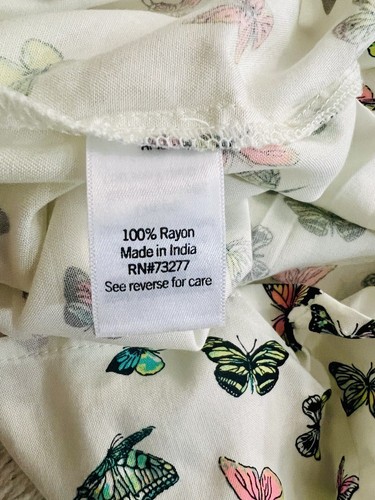 100% Rayon
Made in India
RN#73277
See reverse for care